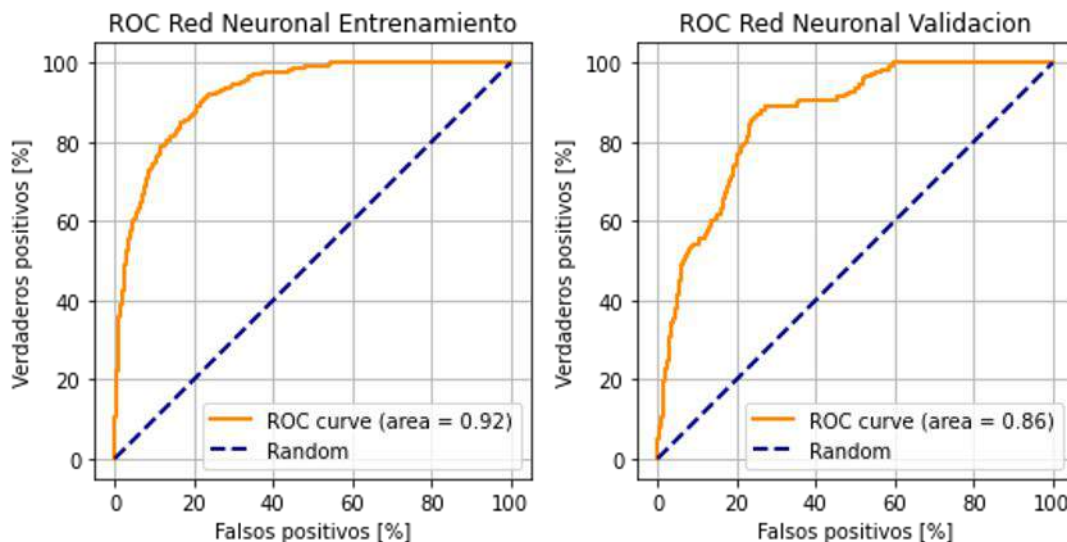 ROC Red Neuronal Entrenamiento
Verdaderos positivos [%]
100
80
60
40
20
0
ROC curve (area = 0.92)
Random
0 20 40 60 80 100
Falsos positivos [%]
ROC Red Neuronal Validacion
Verdaderos positivos [%]
100
80
60
40
20
0
ROC curve (area = 0.86)
Random
0 20 40 60 80 100
Falsos positivos [%]